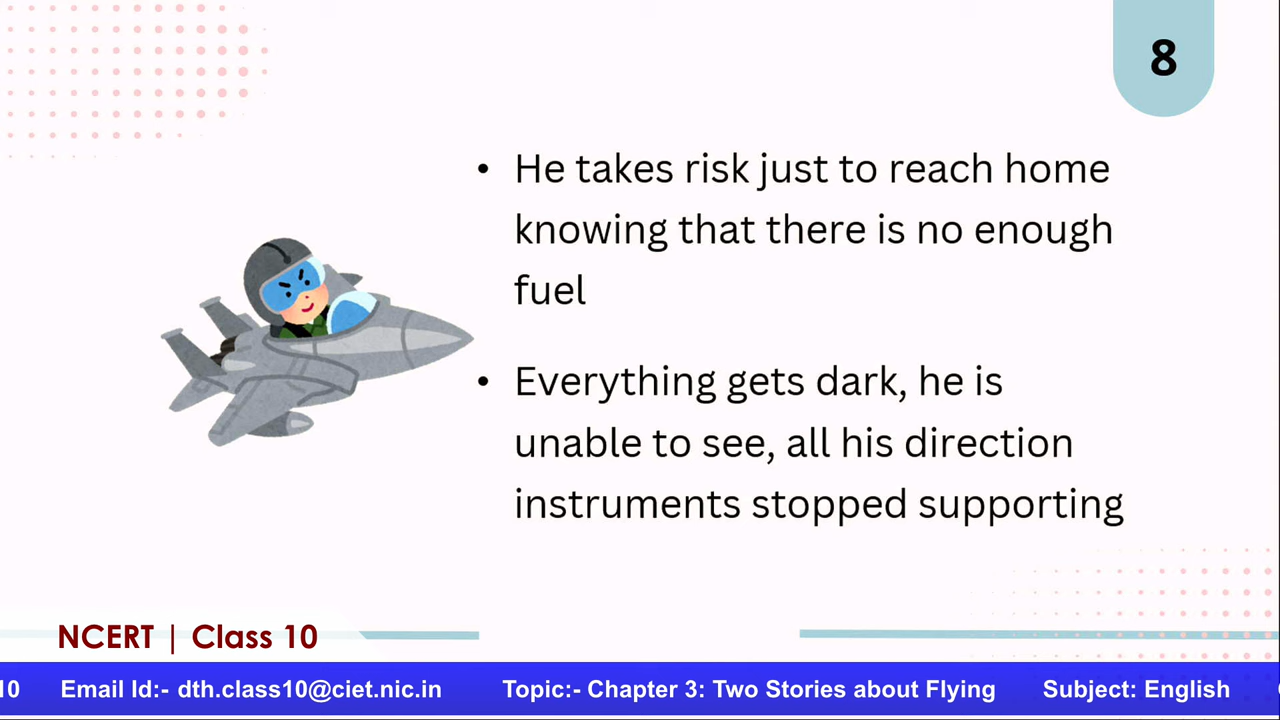 8
• He takes risk just to reach home
knowing that there is no enough
fuel
• Everything gets dark, he is
unable to see, all his direction
instruments stopped supporting
NCERT | Class 10
10 Email Id:- dth.class10@ciet.nic.in Topic:- Chapter 3: Two Stories about Flying Subject: English